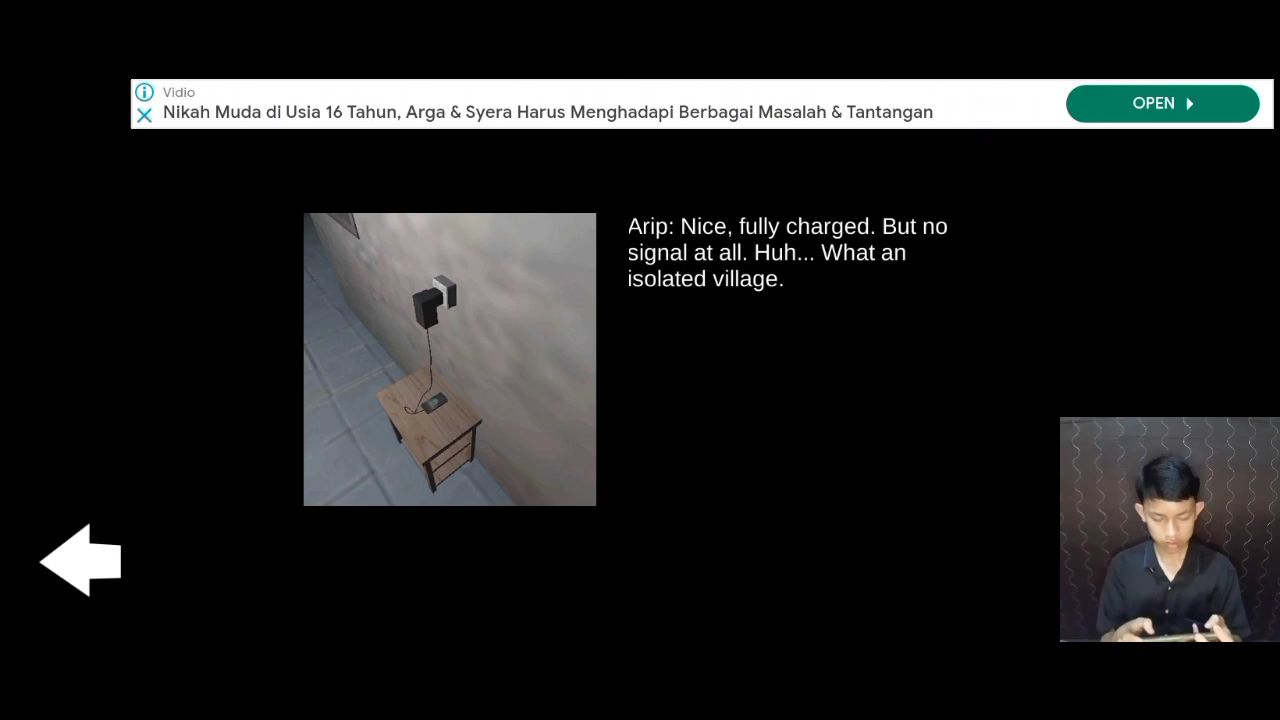 Vidio
Nikah Muda di Usia 16 Tahun, Arga & Syera Harus Menghadapi Berbagai Masalah & Tantangan
OPEN
Arip: Nice, fully charged. But no
signal at all. Huh... What an
isolated village.